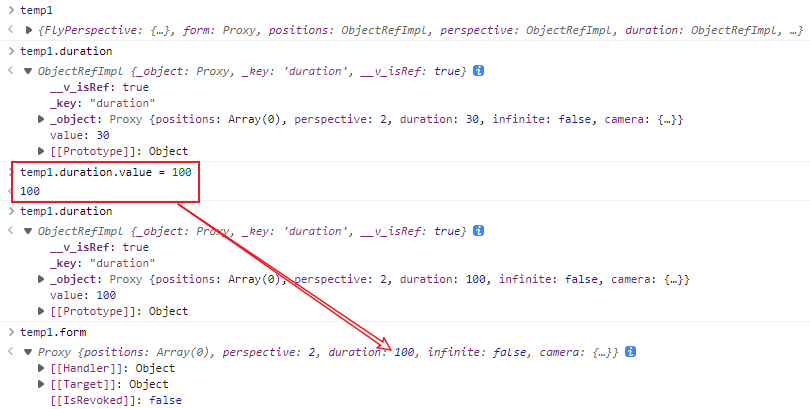 temp1
{FlyPerspective: {…}, form: Proxy, positions: ObjectRefImpl, perspective: ObjectRefImpl, duration: ObjectRefImpl, …}
temp1.duration
ObjectRefImpl {_object: Proxy, _key: 'duration', __v_isRef: true}
__v_isRef: true
_key: "duration"
_object: Proxy {positions: Array(0), perspective: 2, duration: 30, infinite: false, camera: {…}}
value: 30
[[Prototype]]: Object
temp1.duration.value = 100
100
temp1.duration
ObjectRefImpl {_object: Proxy, _key: 'duration', __v_isRef: true}
__v_isRef: true
_key: "duration"
_object: Proxy {positions: Array(0), perspective: 2, duration: 100, infinite: false, camera: {…}}
value: 100
[[Prototype]]: Object
temp1.form
Proxy {positions: Array(0), perspective: 2, duration: 100, infinite: false, camera: {…}}
[[Handler]]: Object
[[Target]]: Object
[[IsRevoked]]: false